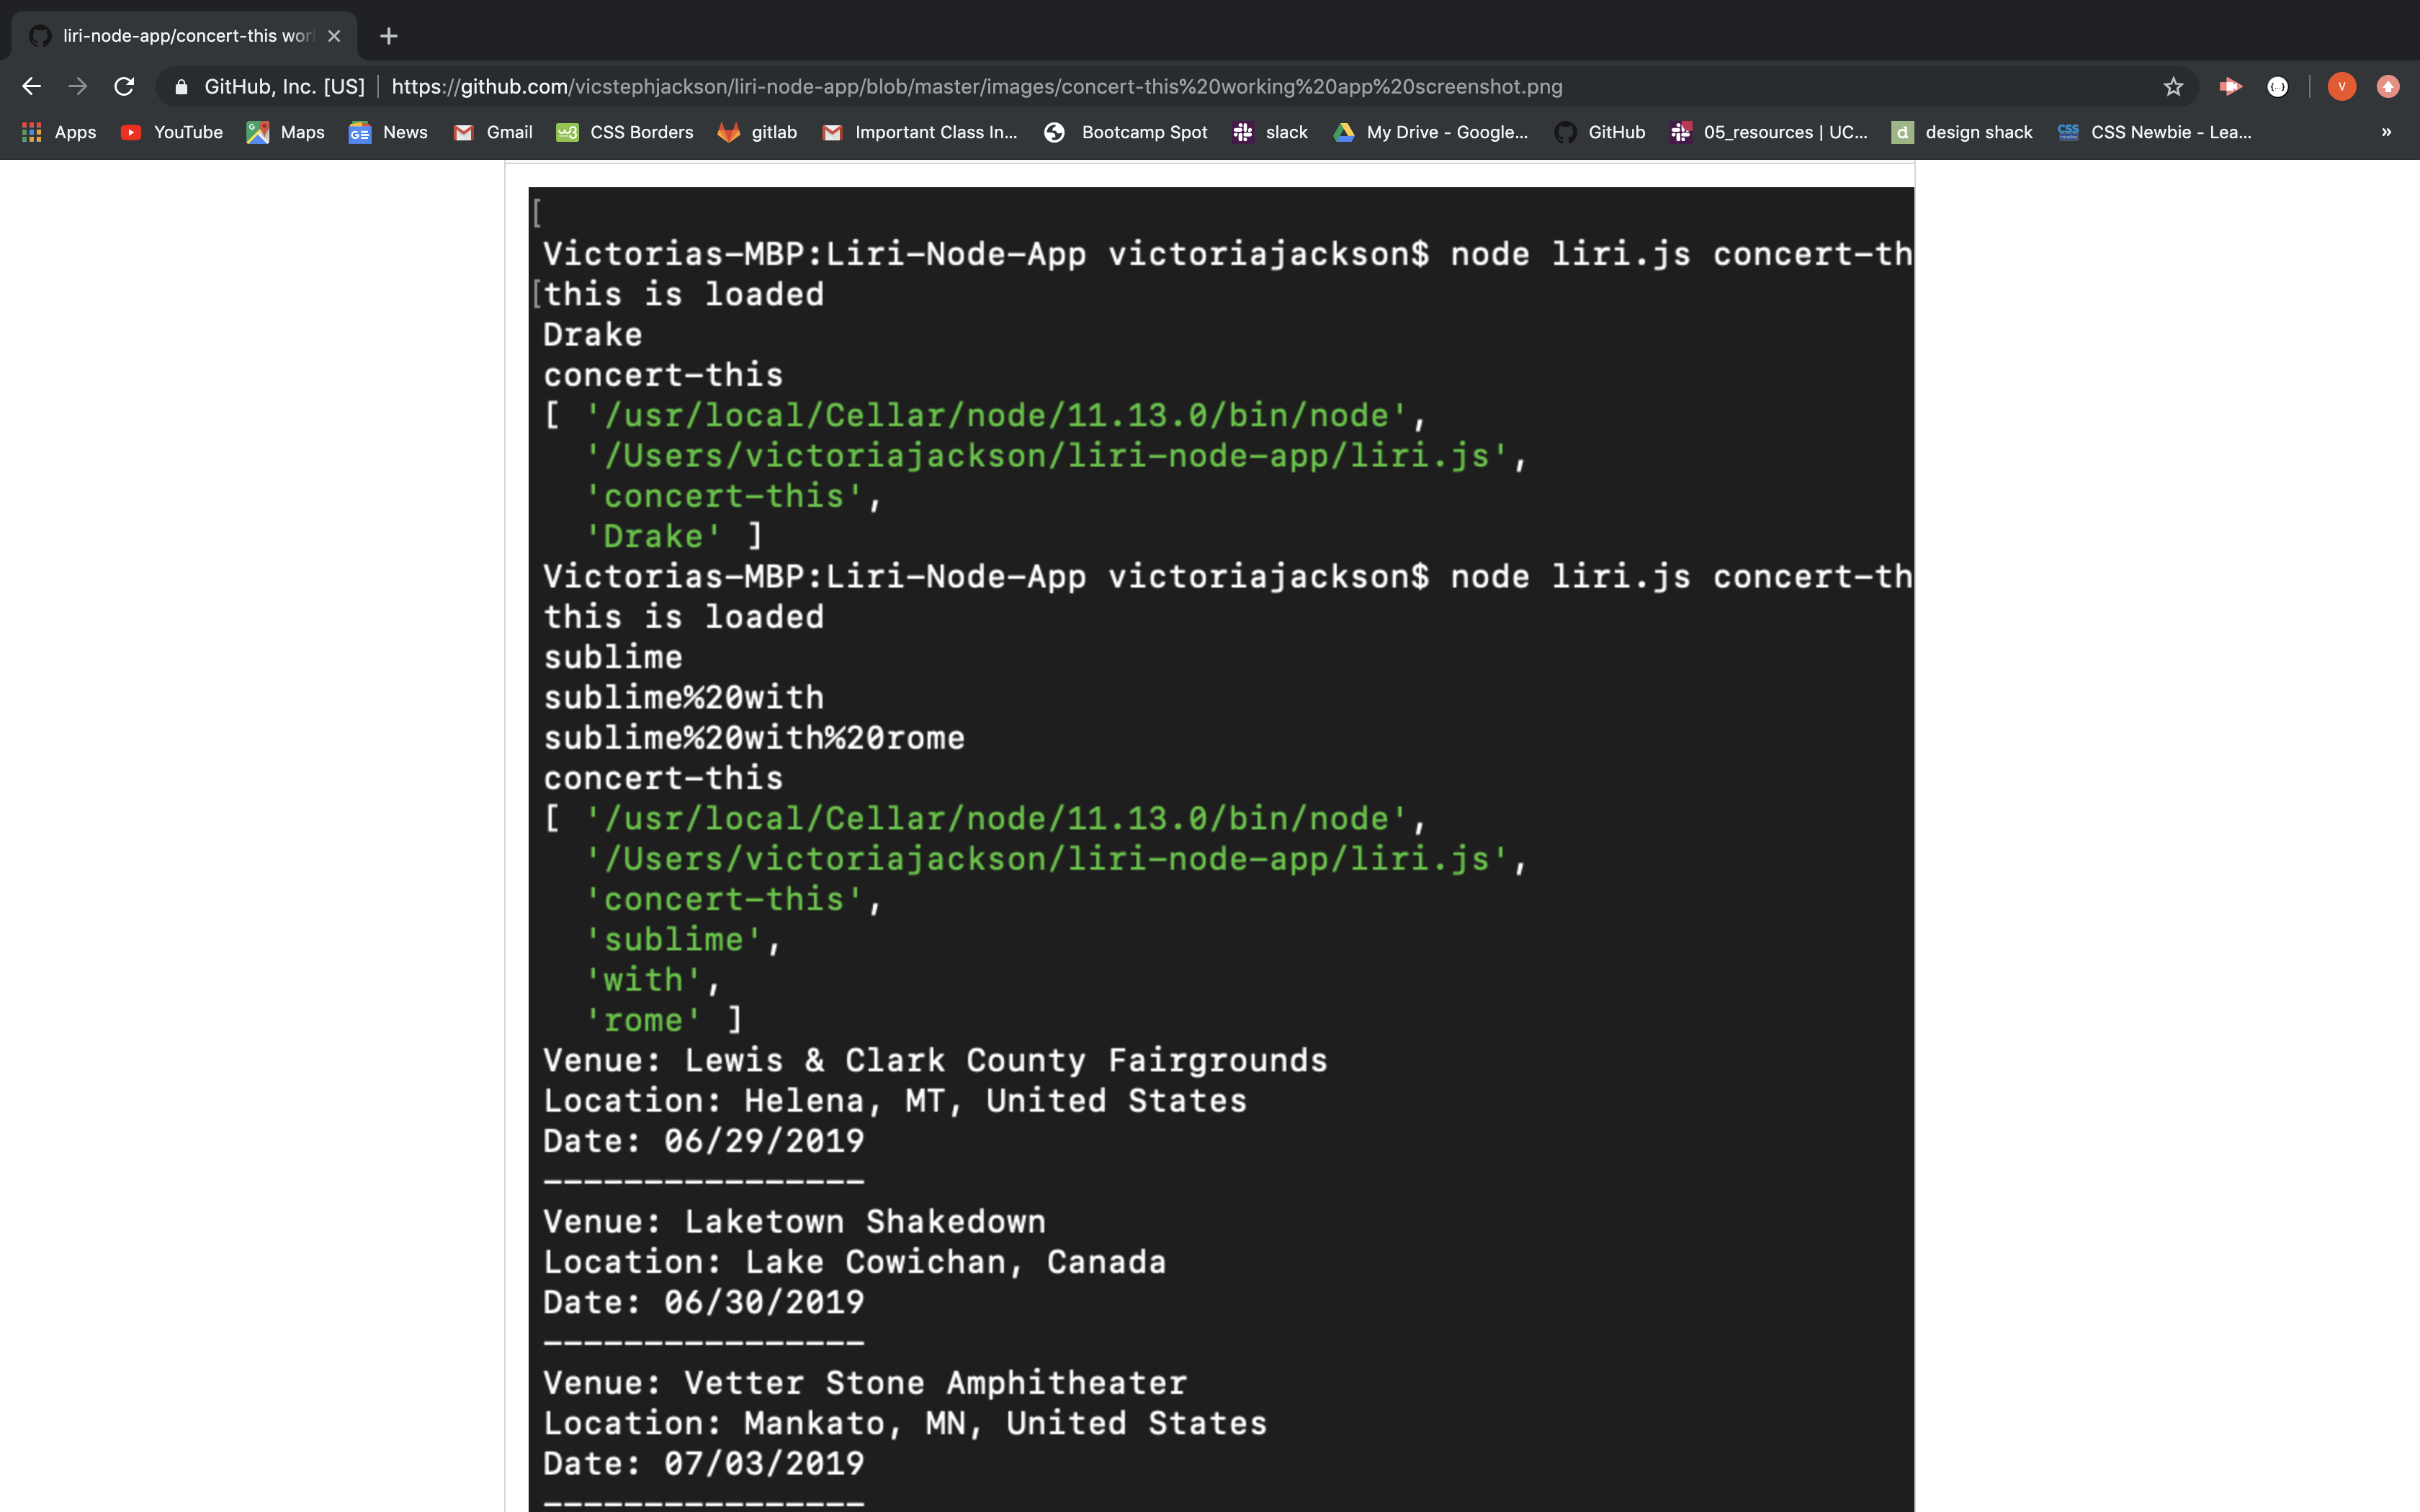 liri-node-app/concert-this wor
GitHub, Inc. [US] | https://github.com/vicstephjackson/liri-node-app/blob/master/images/concert-this%20working%20app%20screenshot.png
V
Apps YouTube Maps News Gmail CSS Borders gitlab Important Class In... Bootcamp Spot slack My Drive - Google... GitHub 05_resources | UC... design shack CSS Newbie - Lea... »
[
Victorias-MBP:Liri-Node-App victoriajackson$ node liri.js concert-th
[this is loaded
Drake
concert-this
[ '/usr/local/Cellar/node/11.13.0/bin/node',
'/Users/victoriajackson/liri-node-app/liri.js',
'concert-this',
'Drake' ]
Victorias-MBP:Liri-Node-App victoriajackson$ node liri.js concert-th
this is loaded
sublime
sublime%20with
sublime%20with%20rome
concert-this
[ '/usr/local/Cellar/node/11.13.0/bin/node',
'/Users/victoriajackson/liri-node-app/liri.js',
'concert-this',
'sublime',
'with',
'rome' ]
Venue: Lewis & Clark County Fairgrounds
Location: Helena, MT, United States
Date: 06/29/2019
----------------
Venue: Laketown Shakedown
Location: Lake Cowichan, Canada
Date: 06/30/2019
----------------
Venue: Vetter Stone Amphitheater
Location: Mankato, MN, United States
Date: 07/03/2019
----------------